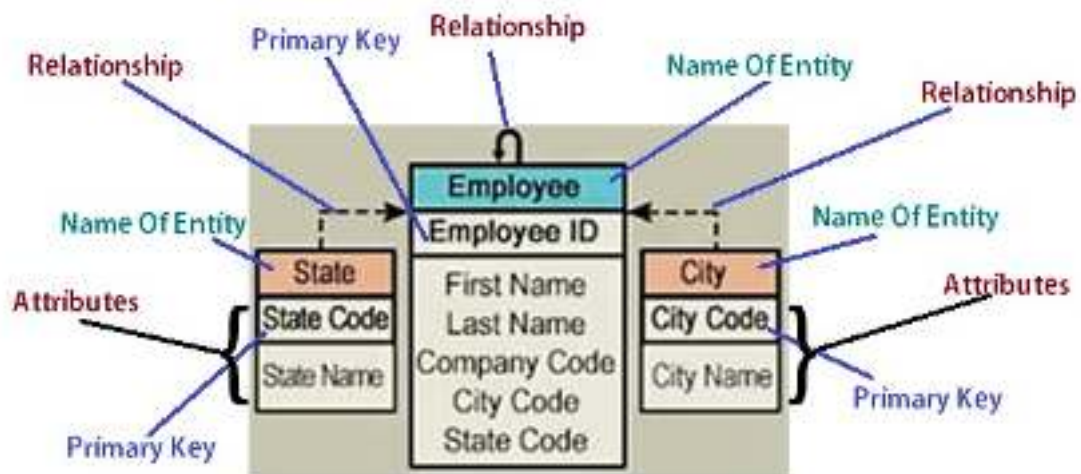 Relationship
Primary Key
Name Of Entity
Relationship
Relationship
Employee
Employee ID
First Name
Last Name
Company Code
City Code
State Code
Name Of Entity
State
State Code
State Name
Attributes
Primary Key
Name Of Entity
City
City Code
City Name
Attributes
Primary Key